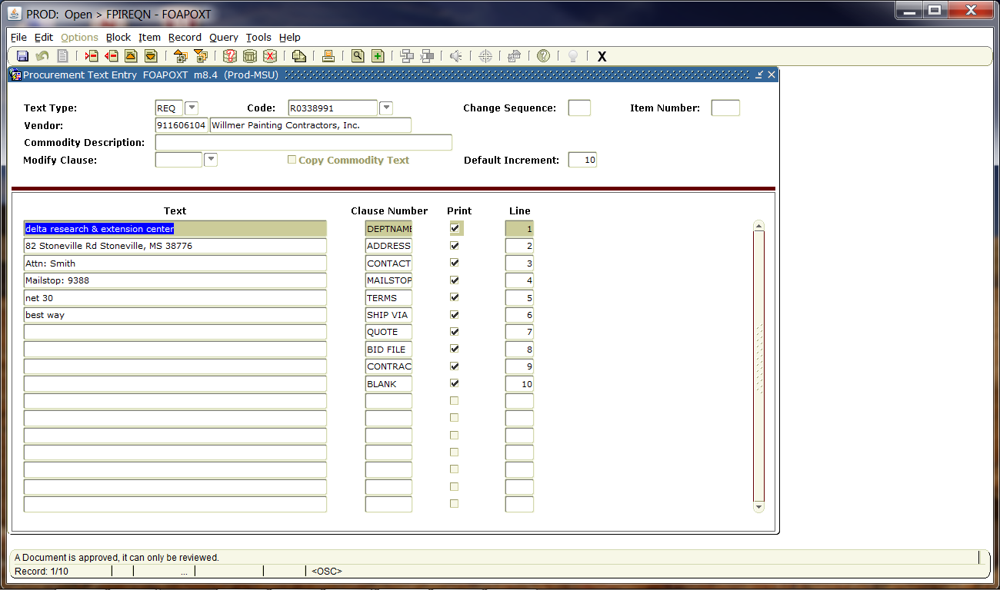 PROD: Open > FPIREQN - FOAPOXT
File Edit Options Block Item Record Query Tools Help
X
Procurement Text Entry FOAPOXT m8.4 (Prod-MSU)
Text Type: REQ Code: R0338991 Change Sequence: Item Number:
Vendor: 911606104 Willmer Painting Contractors, Inc.
Commodity Description:
Modify Clause: Copy Commodity Text Default Increment: 10
Text Clause Number Print Line
delta research & extension center DEPTNAME 1
82 Stoneville Rd Stoneville, MS 38776 ADDRESS 2
Attn: Smith CONTACT 3
Mailstop: 9388 MAILSTOP 4
net 30 TERMS 5
best way SHIP VIA 6
QUOTE 7
BID FILE 8
CONTRAC 9
BLANK 10
A Document is approved, it can only be reviewed.
Record: 1/10 ... <OSC>